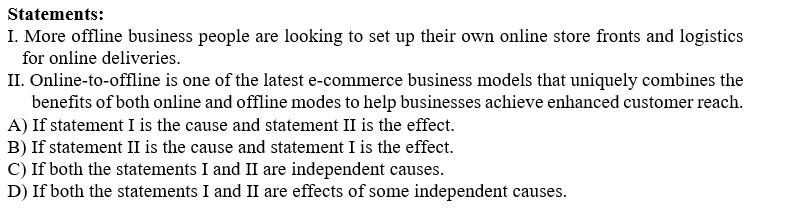 Statements:
I. More offline business people are looking to set up their own online store fronts and logistics
for online deliveries.
II. Online-to-offline is one of the latest e-commerce business models that uniquely combines the
benefits of both online and offline modes to help businesses achieve enhanced customer reach.
A) If statement I is the cause and statement II is the effect.
B) If statement II is the cause and statement I is the effect.
C) If both the statements I and II are independent causes.
D) If both the statements I and II are effects of some independent causes.